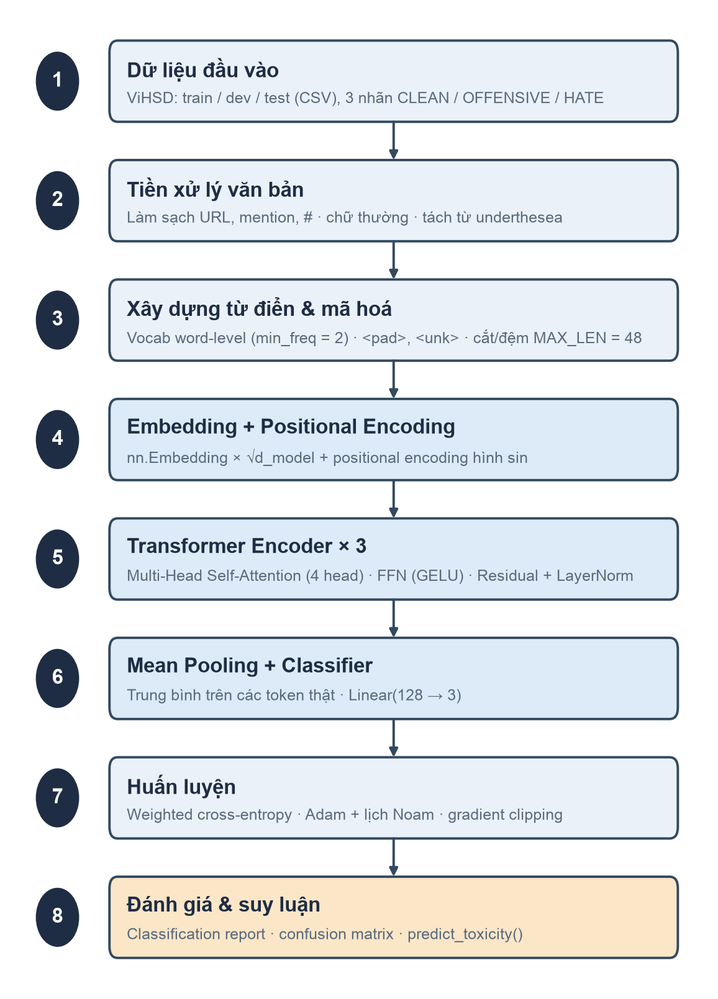 1
Dữ liệu đầu vào
ViHSD: train / dev / test (CSV), 3 nhãn CLEAN / OFFENSIVE / HATE
2
Tiền xử lý văn bản
Làm sạch URL, mention, # · chữ thường · tách từ underthesea
3
Xây dựng từ điển & mã hoá
Vocab word-level (min_freq = 2) · <pad>, <unk> · cắt/đệm MAX_LEN = 48
4
Embedding + Positional Encoding
nn.Embedding × √d_model + positional encoding hình sin
5
Transformer Encoder × 3
Multi-Head Self-Attention (4 head) · FFN (GELU) · Residual + LayerNorm
6
Mean Pooling + Classifier
Trung bình trên các token thật · Linear(128 → 3)
7
Huấn luyện
Weighted cross-entropy · Adam + lịch Noam · gradient clipping
8
Đánh giá & suy luận
Classification report · confusion matrix · predict_toxicity()